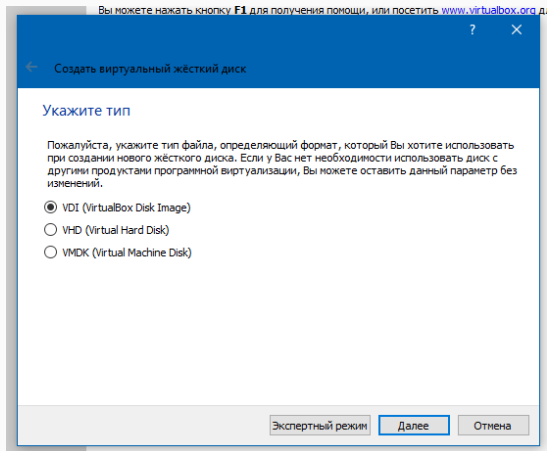 Вы можете нажать кнопку F1 для получения помощи, или посетить www.virtualbox.org
?
Создать виртуальный жёсткий диск
Укажите тип
Пожалуйста, укажите тип файла, определяющий формат, который Вы хотите использовать
при создании нового жёсткого диска. Если у Вас нет необходимости использовать диск с
другими продуктами программной виртуализации, Вы можете оставить данный параметр без
изменений.
VDI (VirtualBox Disk Image)
VHD (Virtual Hard Disk)
VMDK (Virtual Machine Disk)
Экспертный режим Далее Отмена